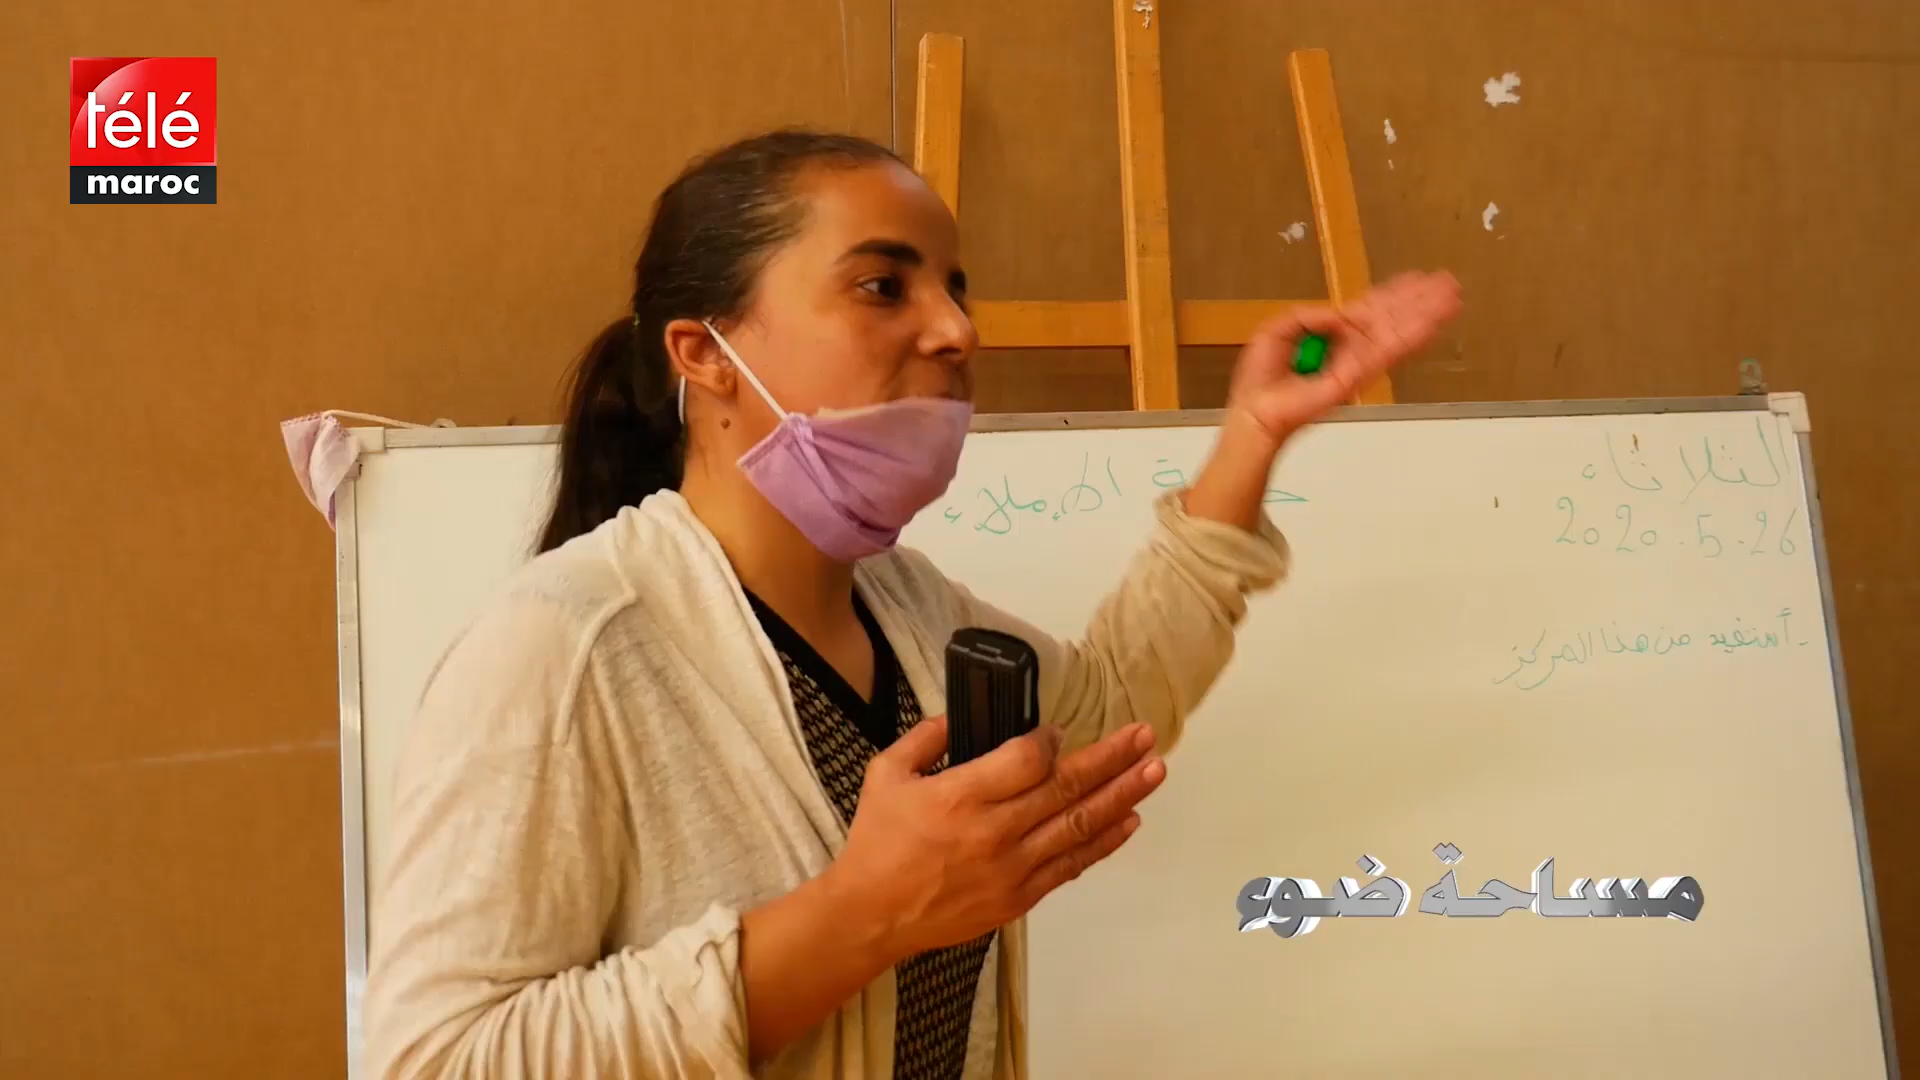 télé
maroc
الثلاثاء
2020.5.26
حصة الإملاء
- أستفيد من هذا المركز
مساحة ضوء